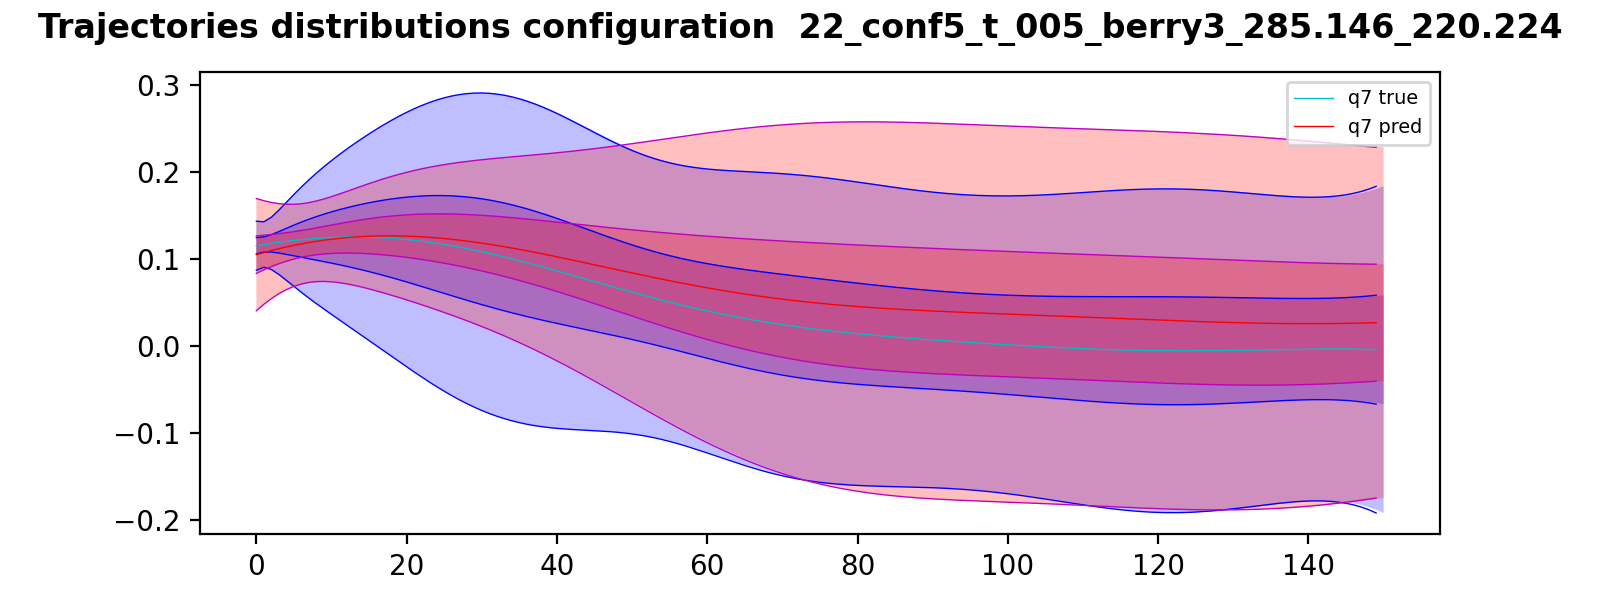 Trajectories distributions configuration  22_conf5_t_005_berry3_285.146_220.224
0.3
0.2
0.1
0.0
−0.1
−0.2
q7 true
q7 pred
0 20 40 60 80 100 120 140